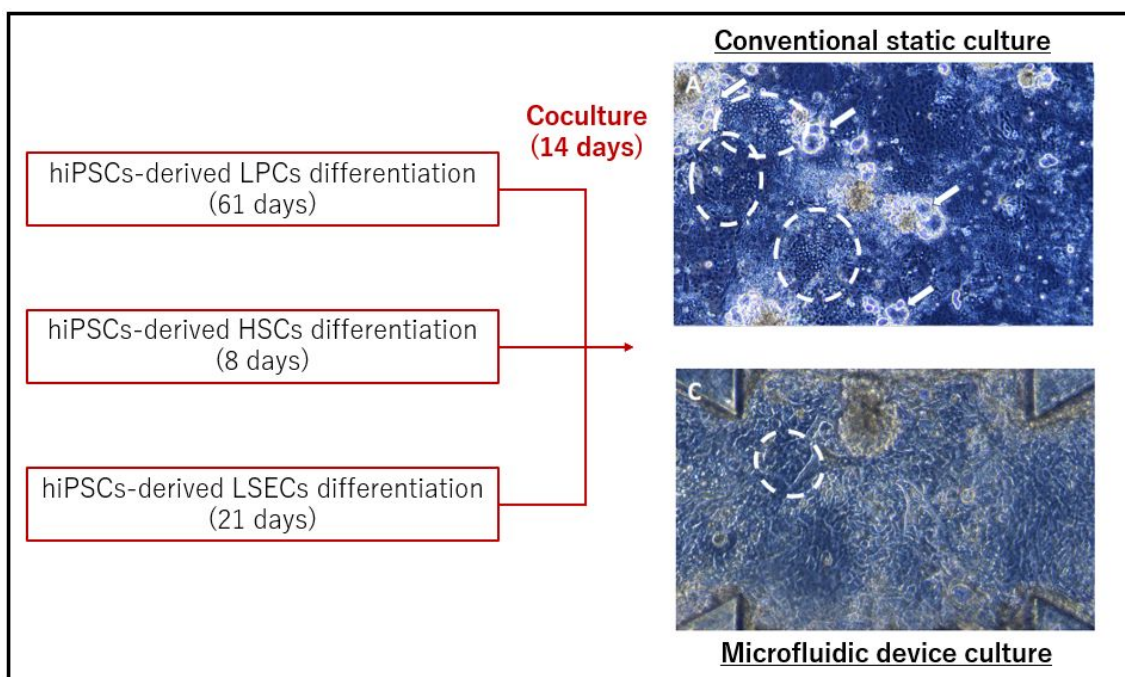 Conventional static culture
A
Coculture
(14 days)
hiPSCs-derived LPCs differentiation
(61 days)
hiPSCs-derived HSCs differentiation
(8 days)
hiPSCs-derived LSECs differentiation
(21 days)
C
Microfluidic device culture